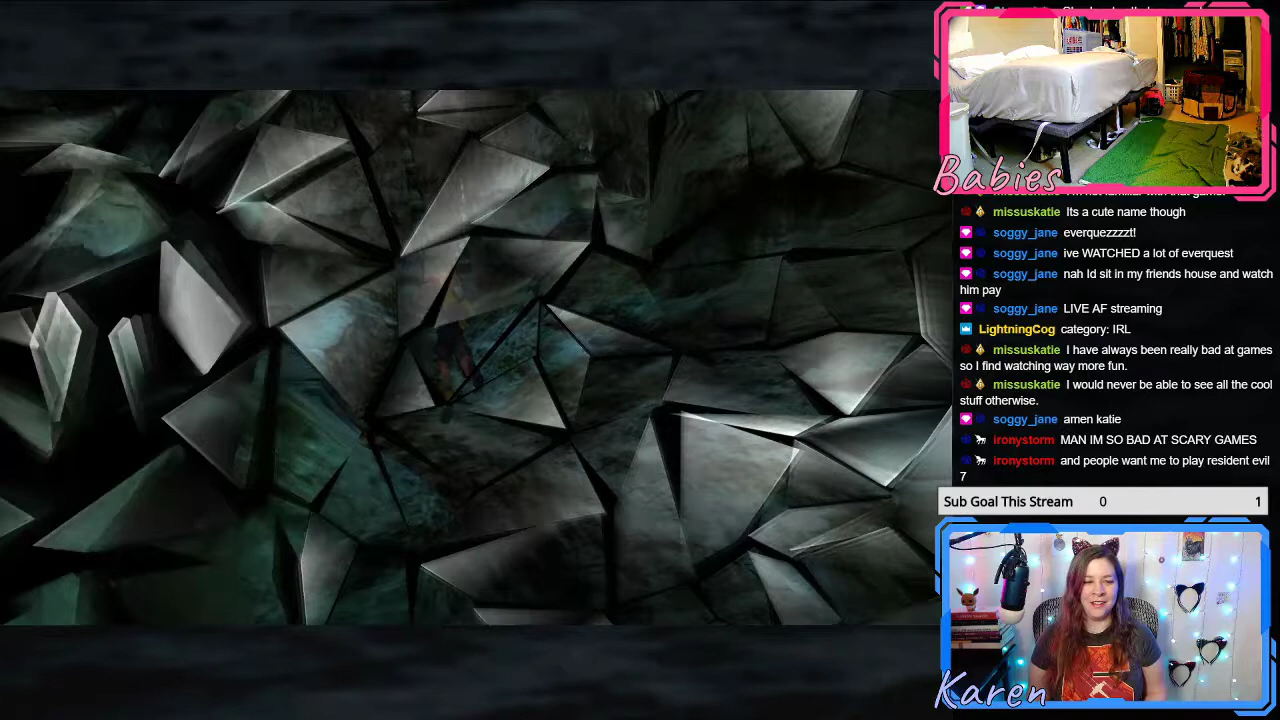 Babies
missuskatie Its a cute name though
soggy_jane everquezzzzt!
soggy_jane ive WATCHED a lot of everquest
soggy_jane nah Id sit in my friends house and watch
him pay
soggy_jane LIVE AF streaming
LightningCog category: IRL
missuskatie I have always been really bad at games
so I find watching way more fun.
missuskatie I would never be able to see all the cool
stuff otherwise.
soggy_jane amen katie
ironystorm MAN IM SO BAD AT SCARY GAMES
ironystorm and people want me to play resident evil
7
Sub Goal This Stream 0 1
Karen